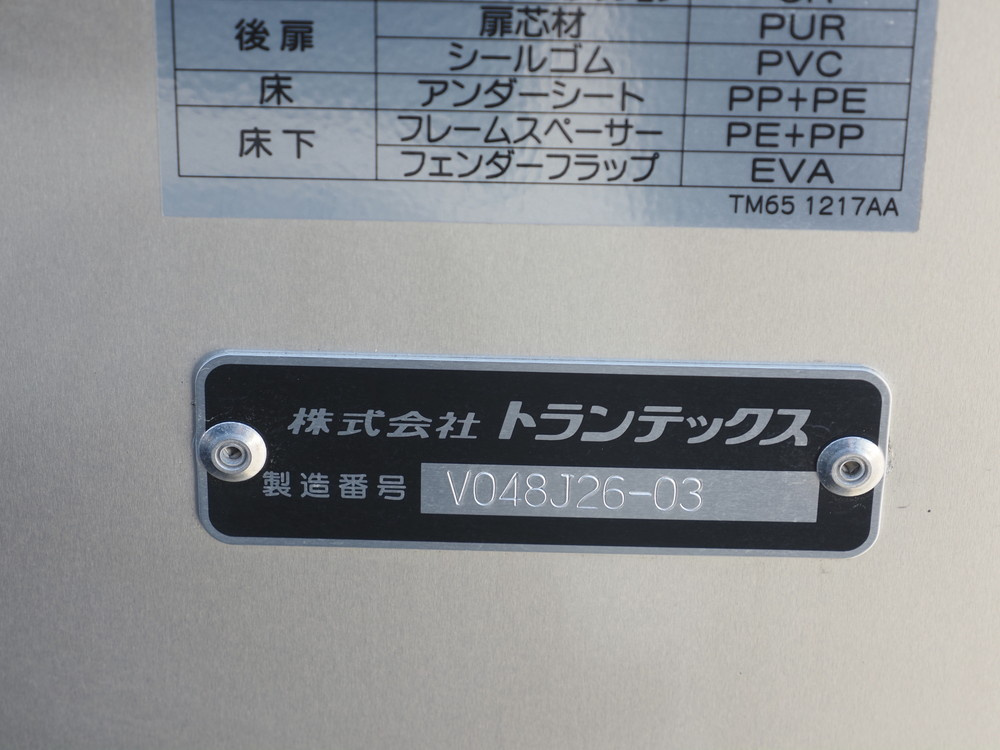 後扉 扉芯材 PUR
シールゴム PVC
床 アンダーシート PP+PE
床下 フレームスペーサー PE+PP
フェンダーフラップ EVA
TM65 1217AA
株式会社 トランテックス
製造番号 V048J26-03